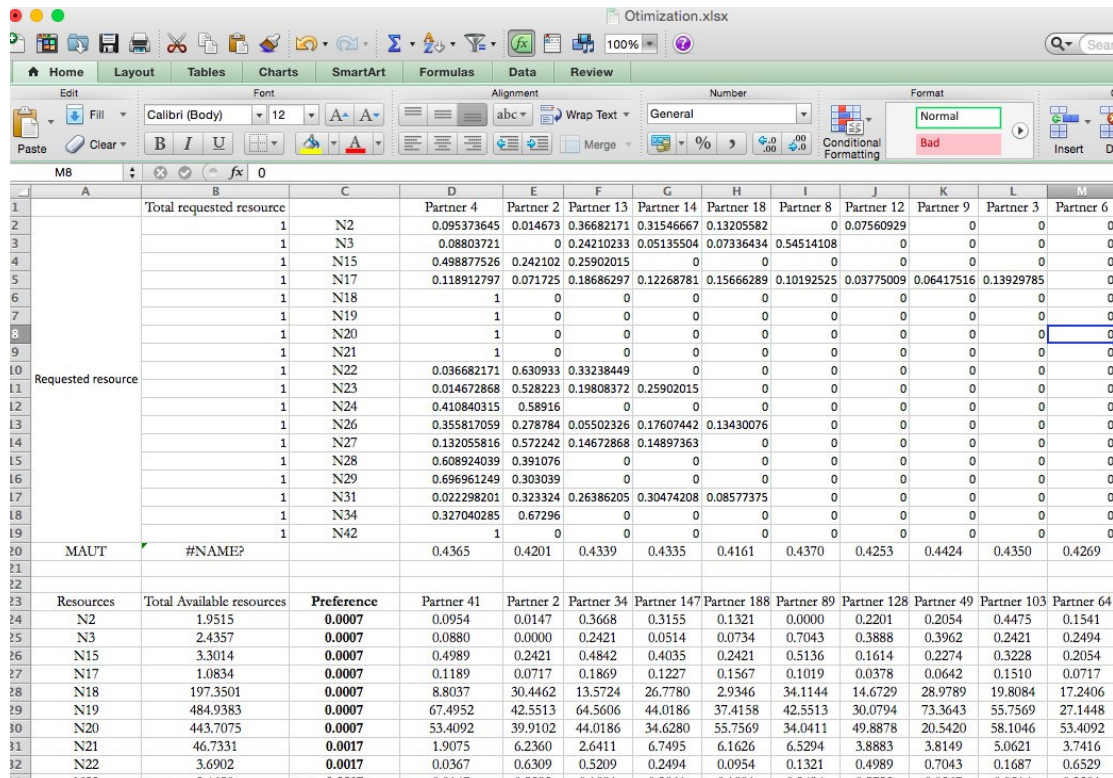 Otimization.xlsx
100%
Home Layout Tables Charts SmartArt Formulas Data Review
Edit Font Alignment Number Format
Fill Calibri (Body) 12 A A abc Wrap Text General Normal
Paste Clear B I U A Merge % Conditional Formatting Bad Insert
M8 fx 0
A B C D E F G H I J K L M
1 Total requested resource Partner 4 Partner 2 Partner 13 Partner 14 Partner 18 Partner 8 Partner 12 Partner 9 Partner 3 Partner 6
2 1 N2 0.095373645 0.014673 0.36682171 0.31546667 0.13205582 0 0.07560929 0 0 0
3 1 N3 0.08803721 0 0.24210233 0.05135504 0.07336434 0.54514108 0 0 0 0
4 1 N15 0.498877526 0.242102 0.25902015 0 0 0 0 0 0 0
5 1 N17 0.118912797 0.071725 0.18686297 0.12268781 0.15666289 0.10192525 0.03775009 0.06417516 0.13929785 0
6 1 N18 1 0 0 0 0 0 0 0 0 0
7 1 N19 1 0 0 0 0 0 0 0 0 0
8 1 N20 1 0 0 0 0 0 0 0 0 0
9 1 N21 1 0 0 0 0 0 0 0 0 0
10 1 N22 0.036682171 0.630933 0.33238449 0 0 0 0 0 0 0
Requested resource
11 1 N23 0.014672868 0.528223 0.19808372 0.25902015 0 0 0 0 0 0
12 1 N24 0.410840315 0.58916 0 0 0 0 0 0 0 0
13 1 N26 0.355817059 0.278784 0.05502326 0.17607442 0.13430076 0 0 0 0 0
14 1 N27 0.132055816 0.572242 0.14672868 0.14897363 0 0 0 0 0 0
15 1 N28 0.608924039 0.391076 0 0 0 0 0 0 0 0
16 1 N29 0.696961249 0.303039 0 0 0 0 0 0 0 0
17 1 N31 0.022298201 0.323324 0.26386205 0.30474208 0.08577375 0 0 0 0 0
18 1 N34 0.327040285 0.67296 0 0 0 0 0 0 0 0
19 1 N42 1 0 0 0 0 0 0 0 0 0
20 MAUT #NAME? 0.4365 0.4201 0.4339 0.4335 0.4161 0.4370 0.4253 0.4424 0.4350 0.4269
21
22
23 Resources Total Available resources Preference Partner 41 Partner 2 Partner 34 Partner 147 Partner 188 Partner 89 Partner 128 Partner 49 Partner 103 Partner 64
24 N2 1.9515 0.0007 0.0954 0.0147 0.3668 0.3155 0.1321 0.0000 0.2201 0.2054 0.4475 0.1541
25 N3 2.4357 0.0007 0.0880 0.0000 0.2421 0.0514 0.0734 0.7043 0.3888 0.3962 0.2421 0.2494
26 N15 3.3014 0.0007 0.4989 0.2421 0.4842 0.4035 0.2421 0.5136 0.1614 0.2274 0.3228 0.2054
27 N17 1.0834 0.0007 0.1189 0.0717 0.1869 0.1227 0.1567 0.1019 0.0378 0.0642 0.1510 0.0717
28 N18 197.3501 0.0007 8.8037 30.4462 13.5724 26.7780 2.9346 34.1144 14.6729 28.9789 19.8084 17.2406
29 N19 484.9383 0.0007 67.4952 42.5513 64.5606 44.0186 37.4158 42.5513 30.0794 73.3643 55.7569 27.1448
30 N20 443.7075 0.0007 53.4092 39.9102 44.0186 34.6280 55.7569 34.0411 49.8878 20.5420 58.1046 53.4092
31 N21 46.7331 0.0017 1.9075 6.2360 2.6411 6.7495 6.1626 6.5294 3.8883 3.8149 5.0621 3.7416
32 N22 3.6902 0.0017 0.0367 0.6309 0.5209 0.2494 0.0954 0.1321 0.4989 0.7043 0.1687 0.6529